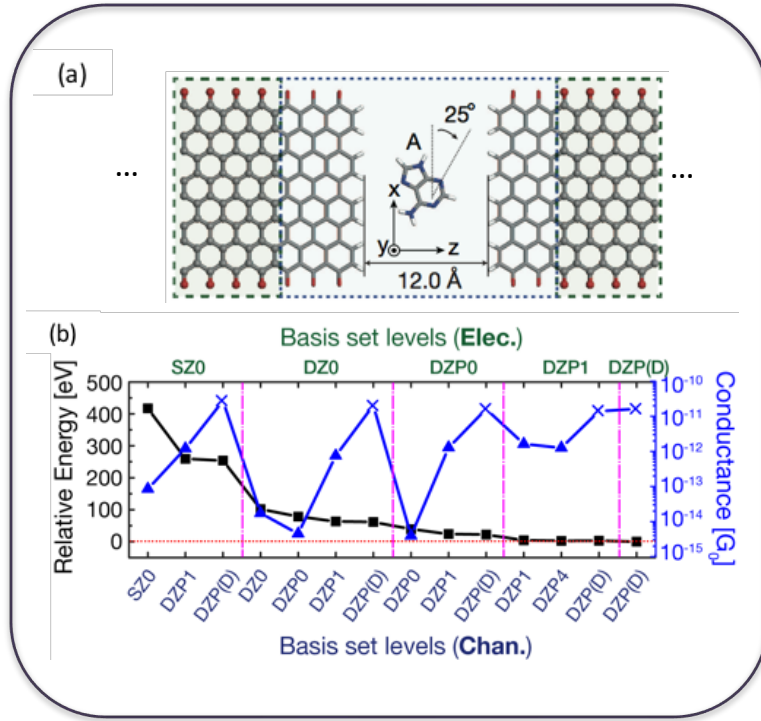 (a)
25°
A
x
y
z
12.0 Å
...
...
(b)
Basis set levels (Elec.)
SZ0 DZ0 DZP0 DZP1 DZP(D)
Relative Energy [eV]
500
400
300
200
100
0
Conductance [G₀]
10⁻¹⁰
10⁻¹¹
10⁻¹²
10⁻¹³
10⁻¹⁴
10⁻¹⁵
SZ0 DZP1 DZP(D) DZ0 DZP0 DZP1 DZP(D) DZP0 DZP1 DZP(D) DZP1 DZP4 DZP(D) DZP(D)
Basis set levels (Chan.)